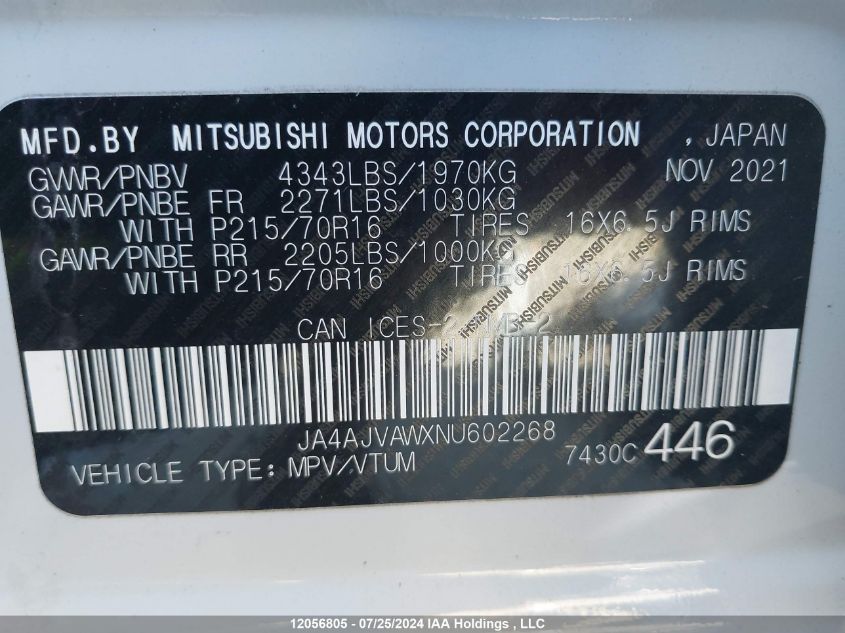 MFD.BY MITSUBISHI MOTORS CORPORATION , JAPAN
GVWR/PNBV 4343LBS/1970KG NOV 2021
GAWR/PNBE FR 2271LBS/1030KG
WITH P215/70R16 TIRES 16X6.5J RIMS
GAWR/PNBE RR 2205LBS/1000KG
WITH P215/70R16 TIRES 16X6.5J RIMS
CAN ICES-2/NMB-2
JA4AJVAWXNU602268
7430C 446
VEHICLE TYPE: MPV/VTUM
12056805 - 07/25/2024 IAA Holdings, LLC